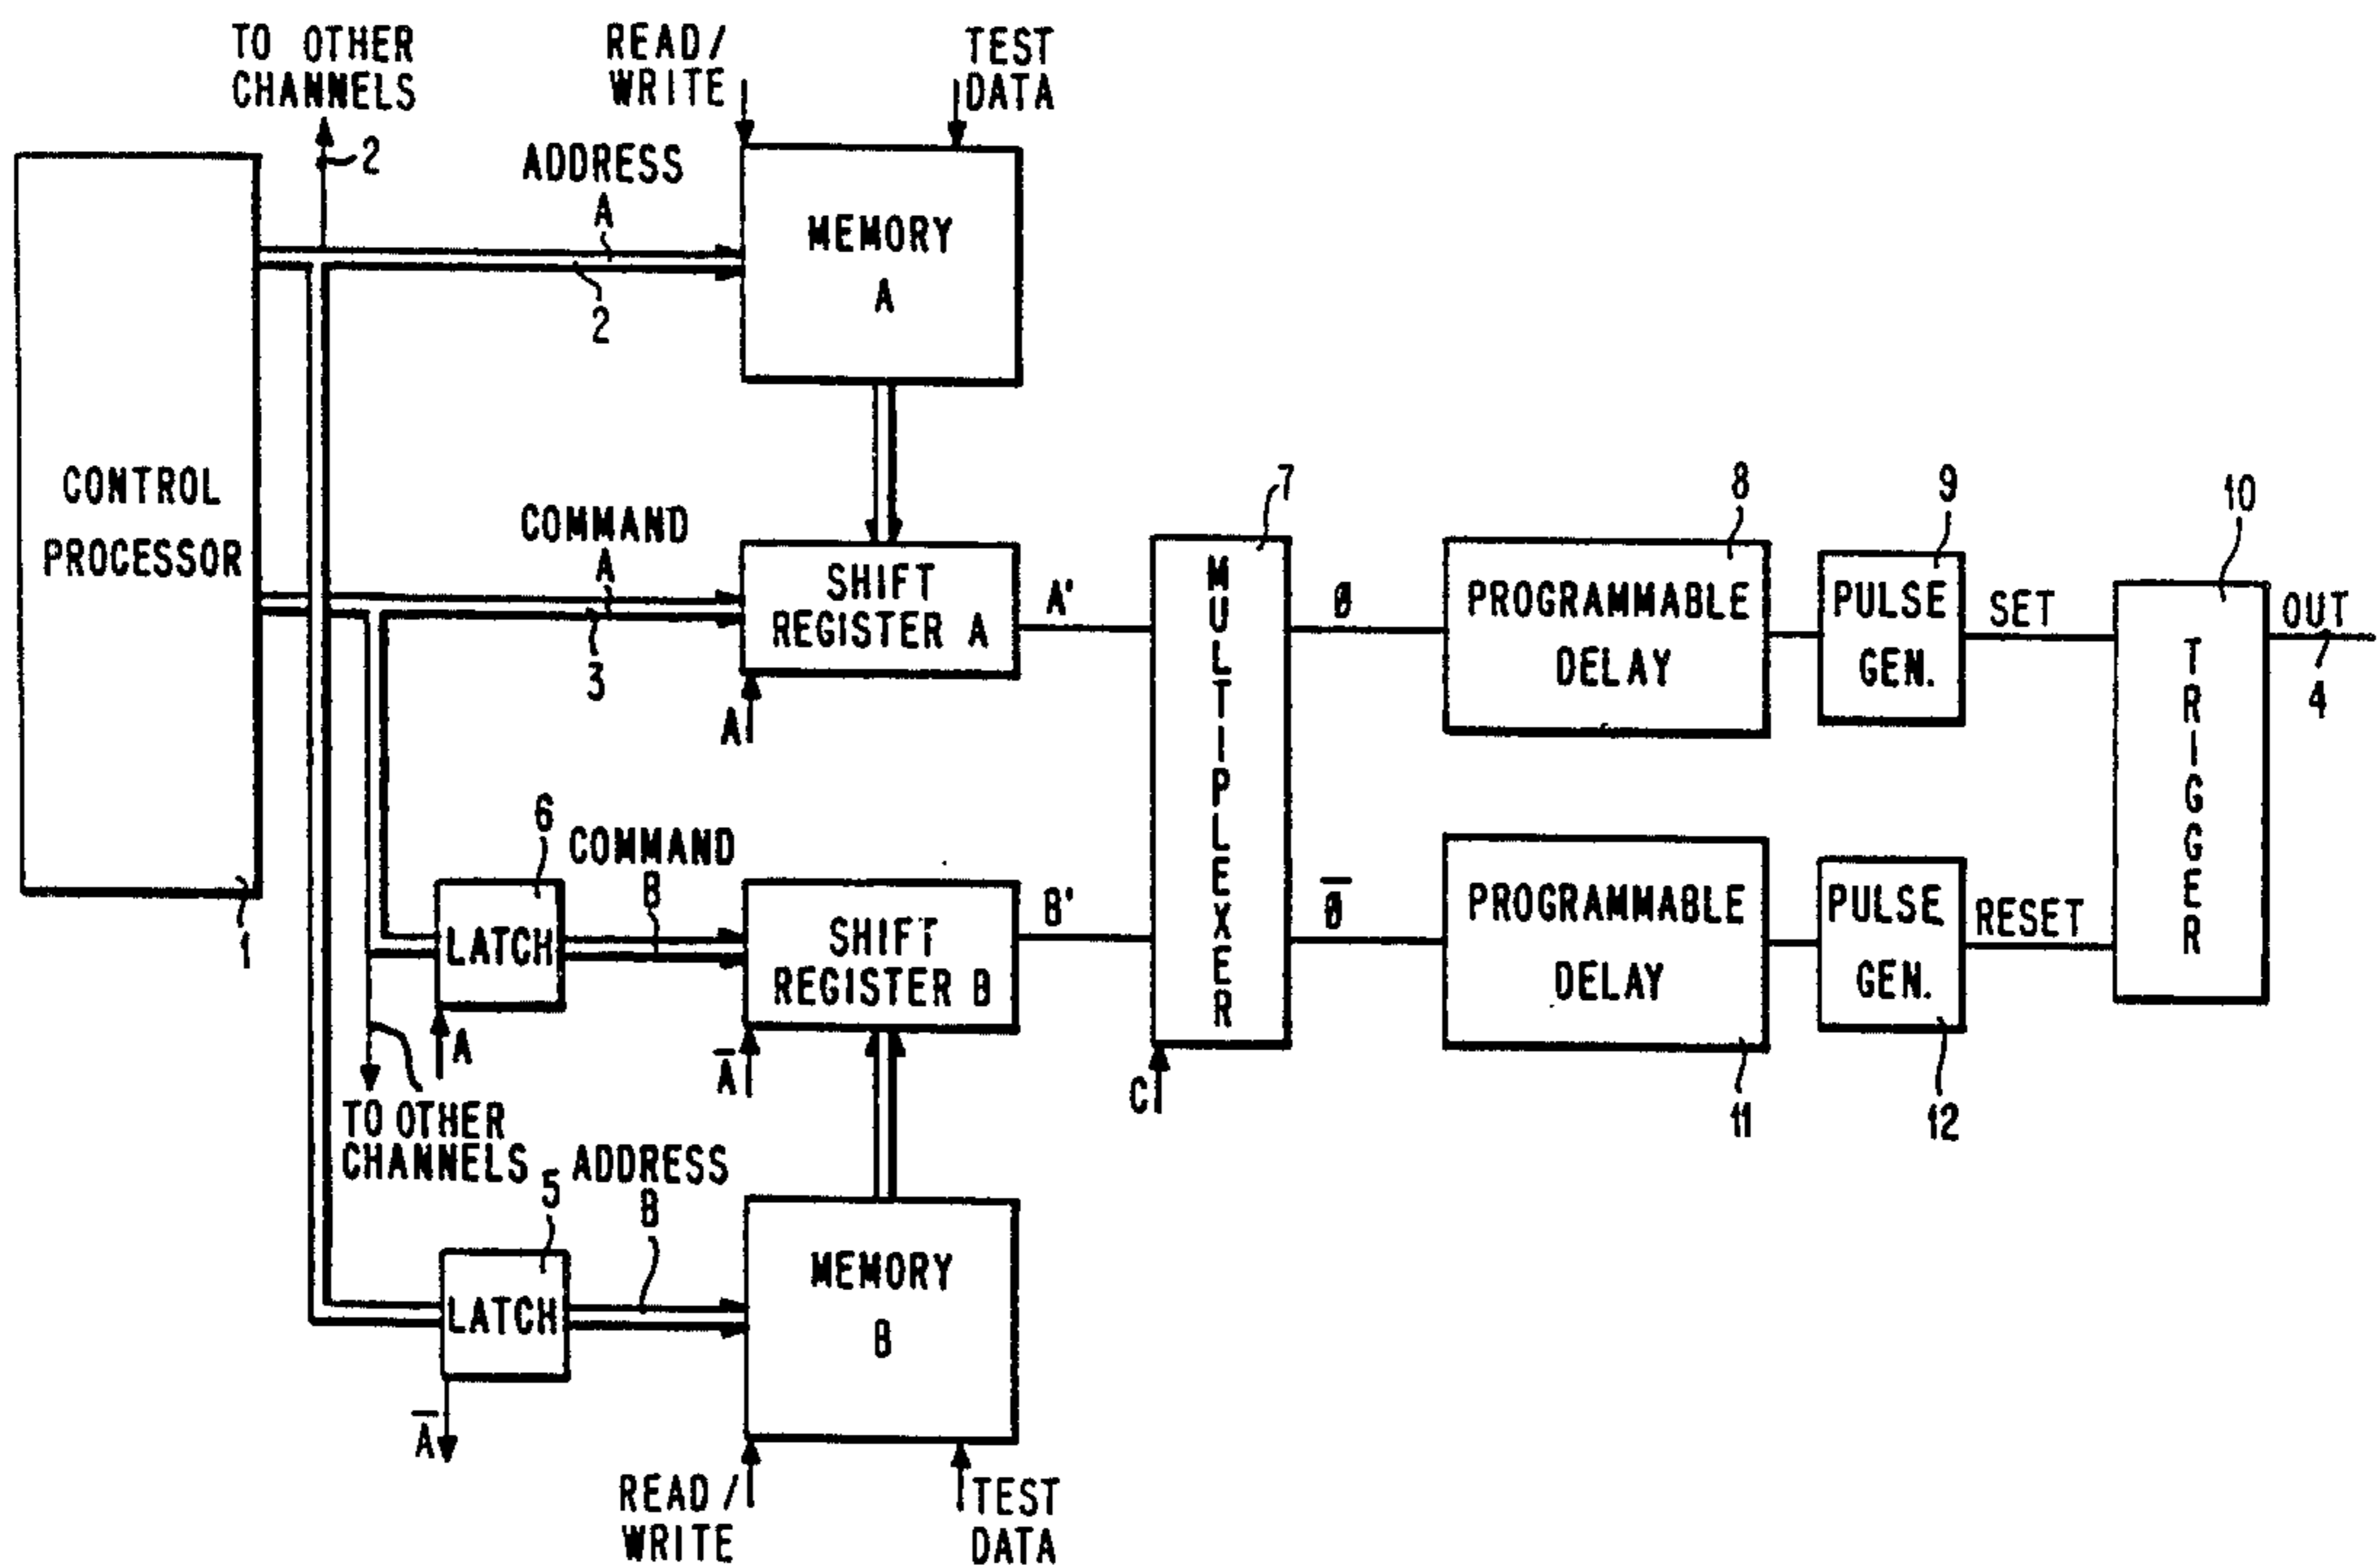 TO OTHER
CHANNELS
2
READ/
WRITE
TEST
DATA
ADDRESS
A
2
MEMORY
A
CONTROL
PROCESSOR
1
COMMAND
A
3
SHIFT
REGISTER A
A
A'
7
MULTIPLEXER
C
Ø
8
PROGRAMMABLE
DELAY
9
PULSE
GEN.
SET
10
TRIGGER
OUT
4
6
LATCH
A
COMMAND
B
SHIFT
REGISTER B
A̅
B'
Ø̅
PROGRAMMABLE
DELAY
11
PULSE
GEN.
12
RESET
TO OTHER
CHANNELS
5
LATCH
A̅
ADDRESS
B
MEMORY
B
READ /
WRITE
TEST
DATA